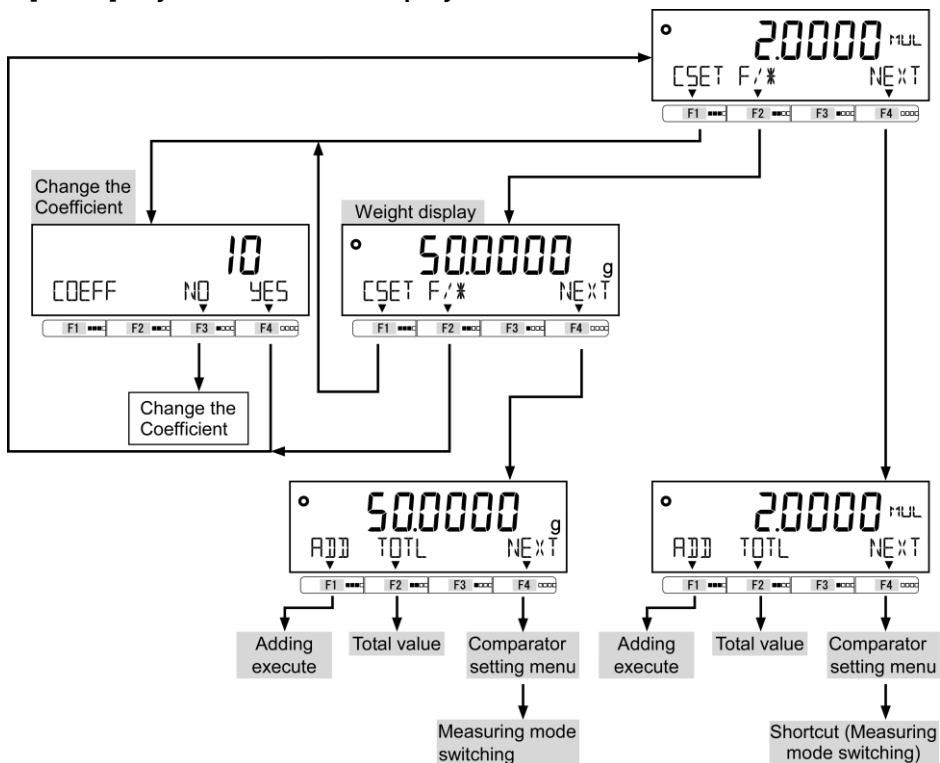 2.0000 MUL
CSET F/* NEXT
F1 F2 F3 F4
Change the
Coefficient
10
COEFF NO YES
F1 F2 F3 F4
Weight display
50.0000 g
CSET F/* NEXT
F1 F2 F3 F4
Change the
Coefficient
50.0000 g
ADD TOTL NEXT
F1 F2 F3 F4
Adding
execute
Total value
Comparator
setting menu
Measuring mode
switching
2.0000 MUL
ADD TOTL NEXT
F1 F2 F3 F4
Adding
execute
Total value
Comparator
setting menu
Shortcut (Measuring
mode switching)